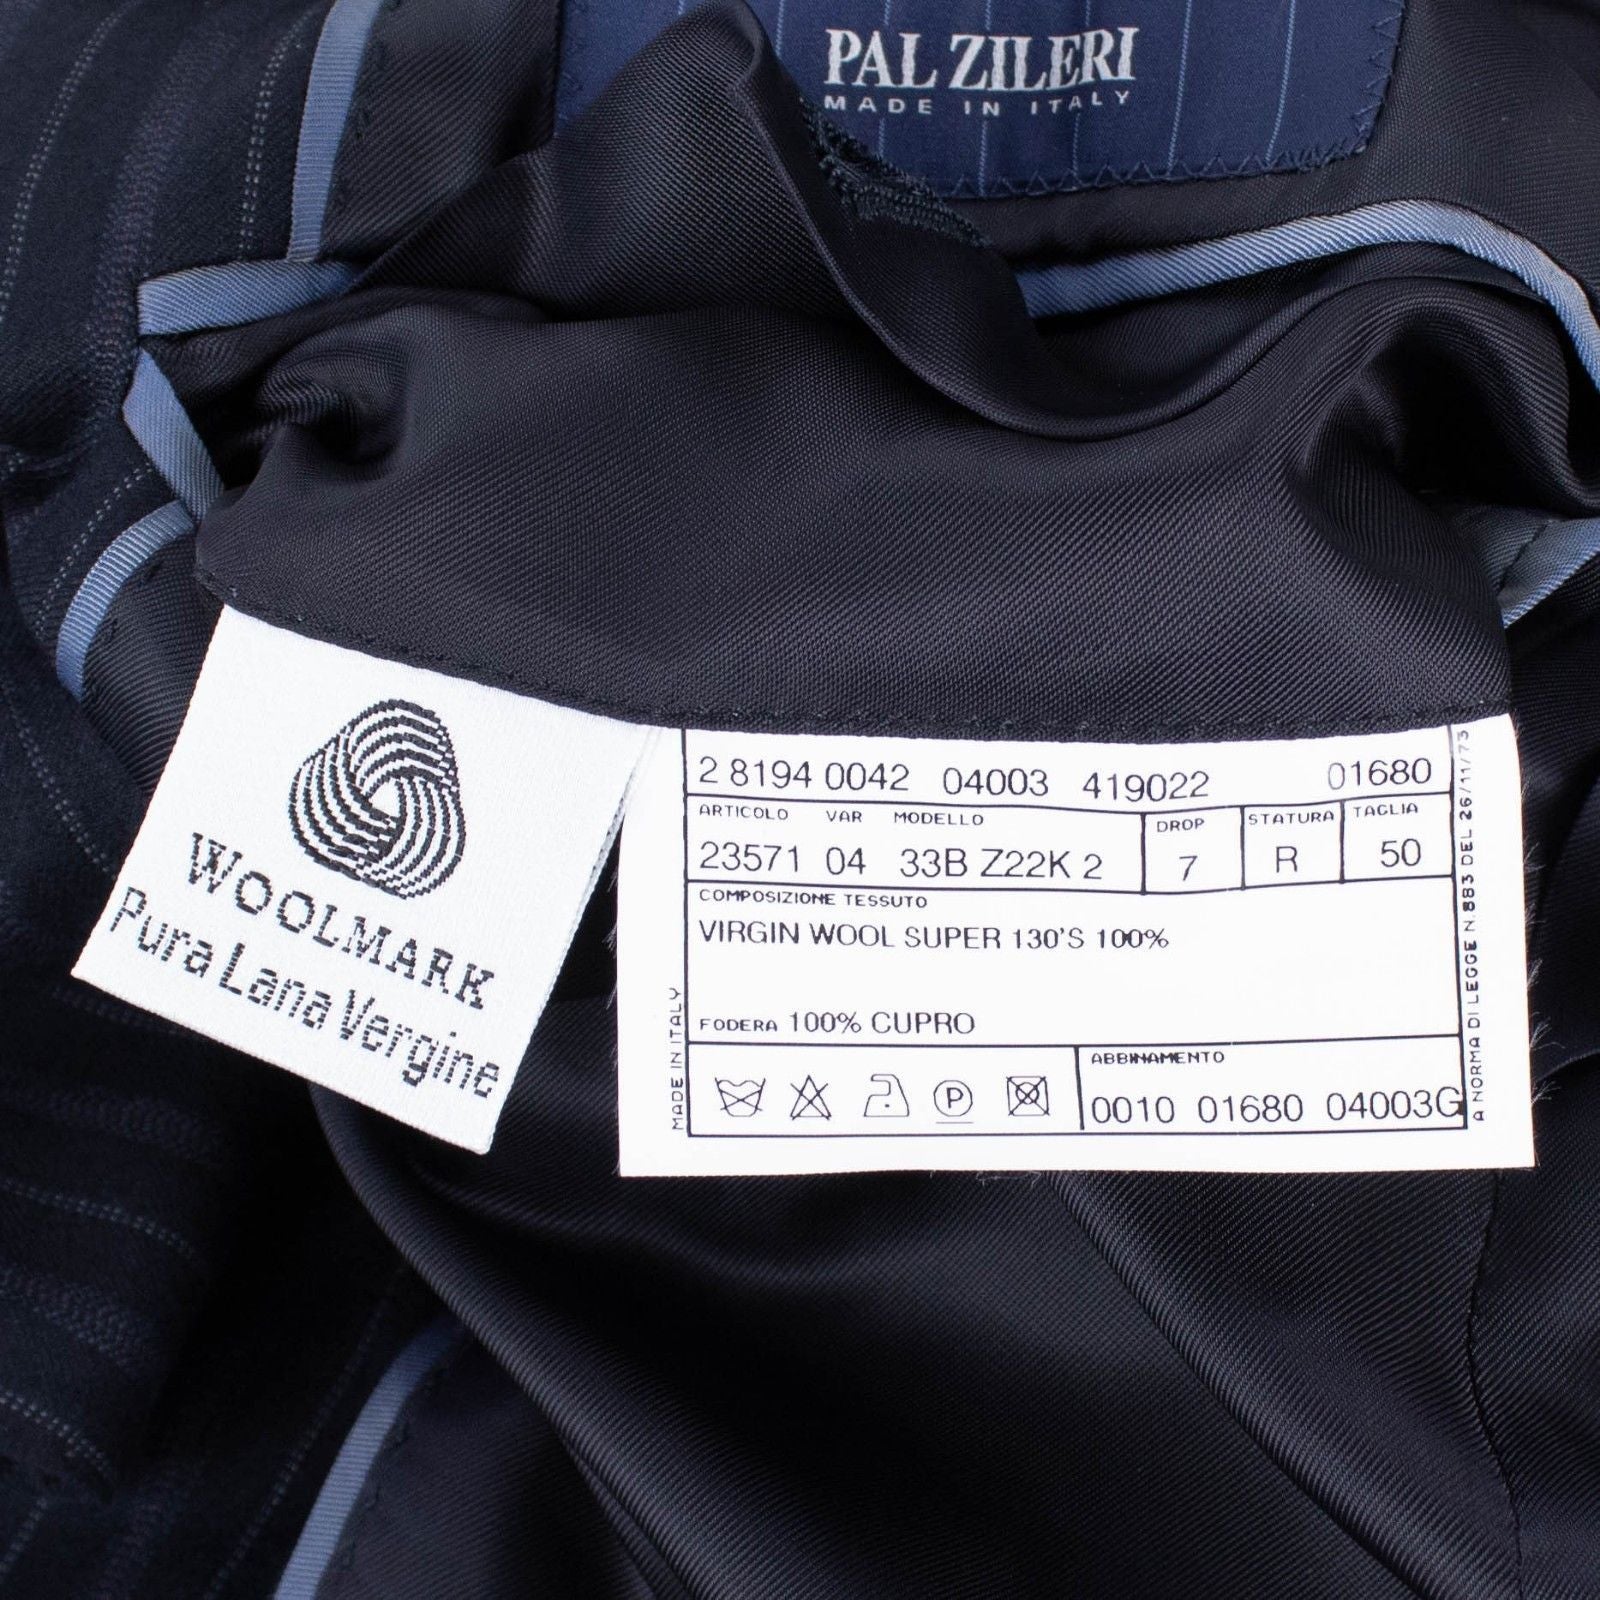 PAL ZILERI
MADE IN ITALY
WOOLMARK
Pura Lana Vergine
2 8194 0042 04003 419022 01680
ARTICOLO VAR MODELLO DROP STATURA TAGLIA
23571 04 33B Z22K 2 7 R 50
COMPOSIZIONE TESSUTO
VIRGIN WOOL SUPER 130'S 100%
FODERA 100% CUPRO
P
ABBINAMENTO
0010 01680 04003G
MADE IN ITALY
A NORMA DI LEGGE N.883 DEL 26/11/73